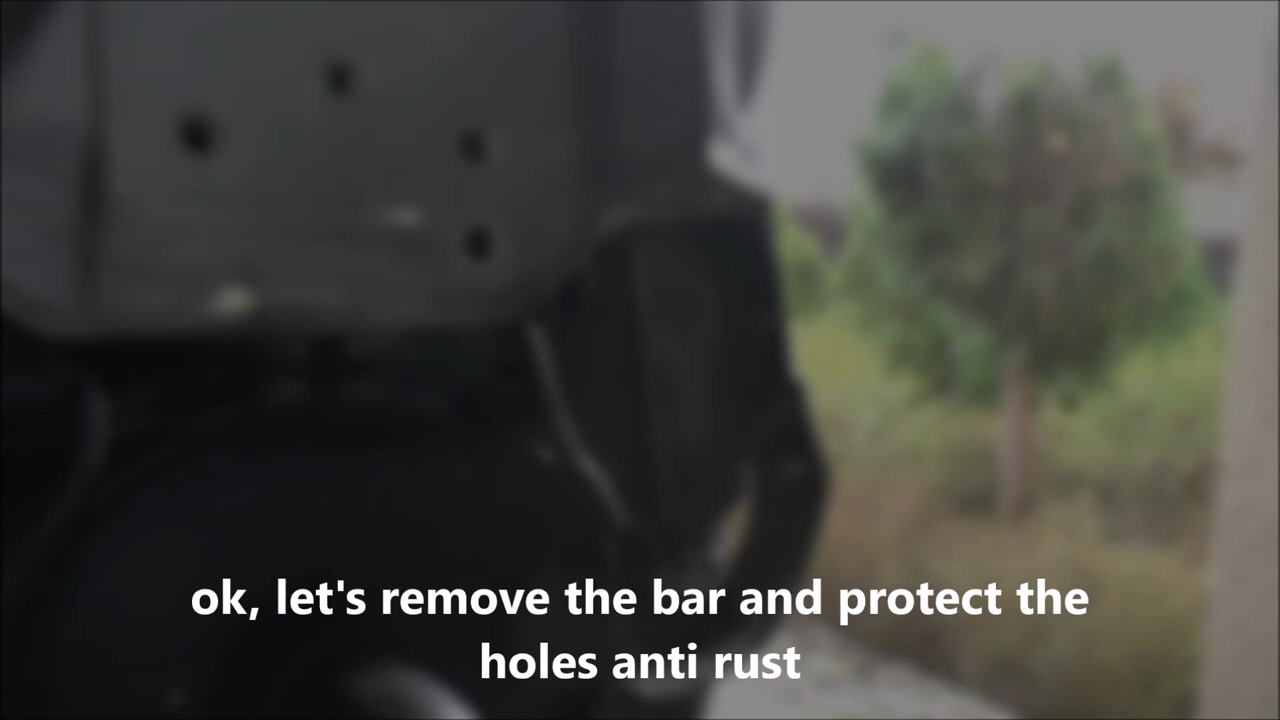 ok, let's remove the bar and protect the
holes anti rust